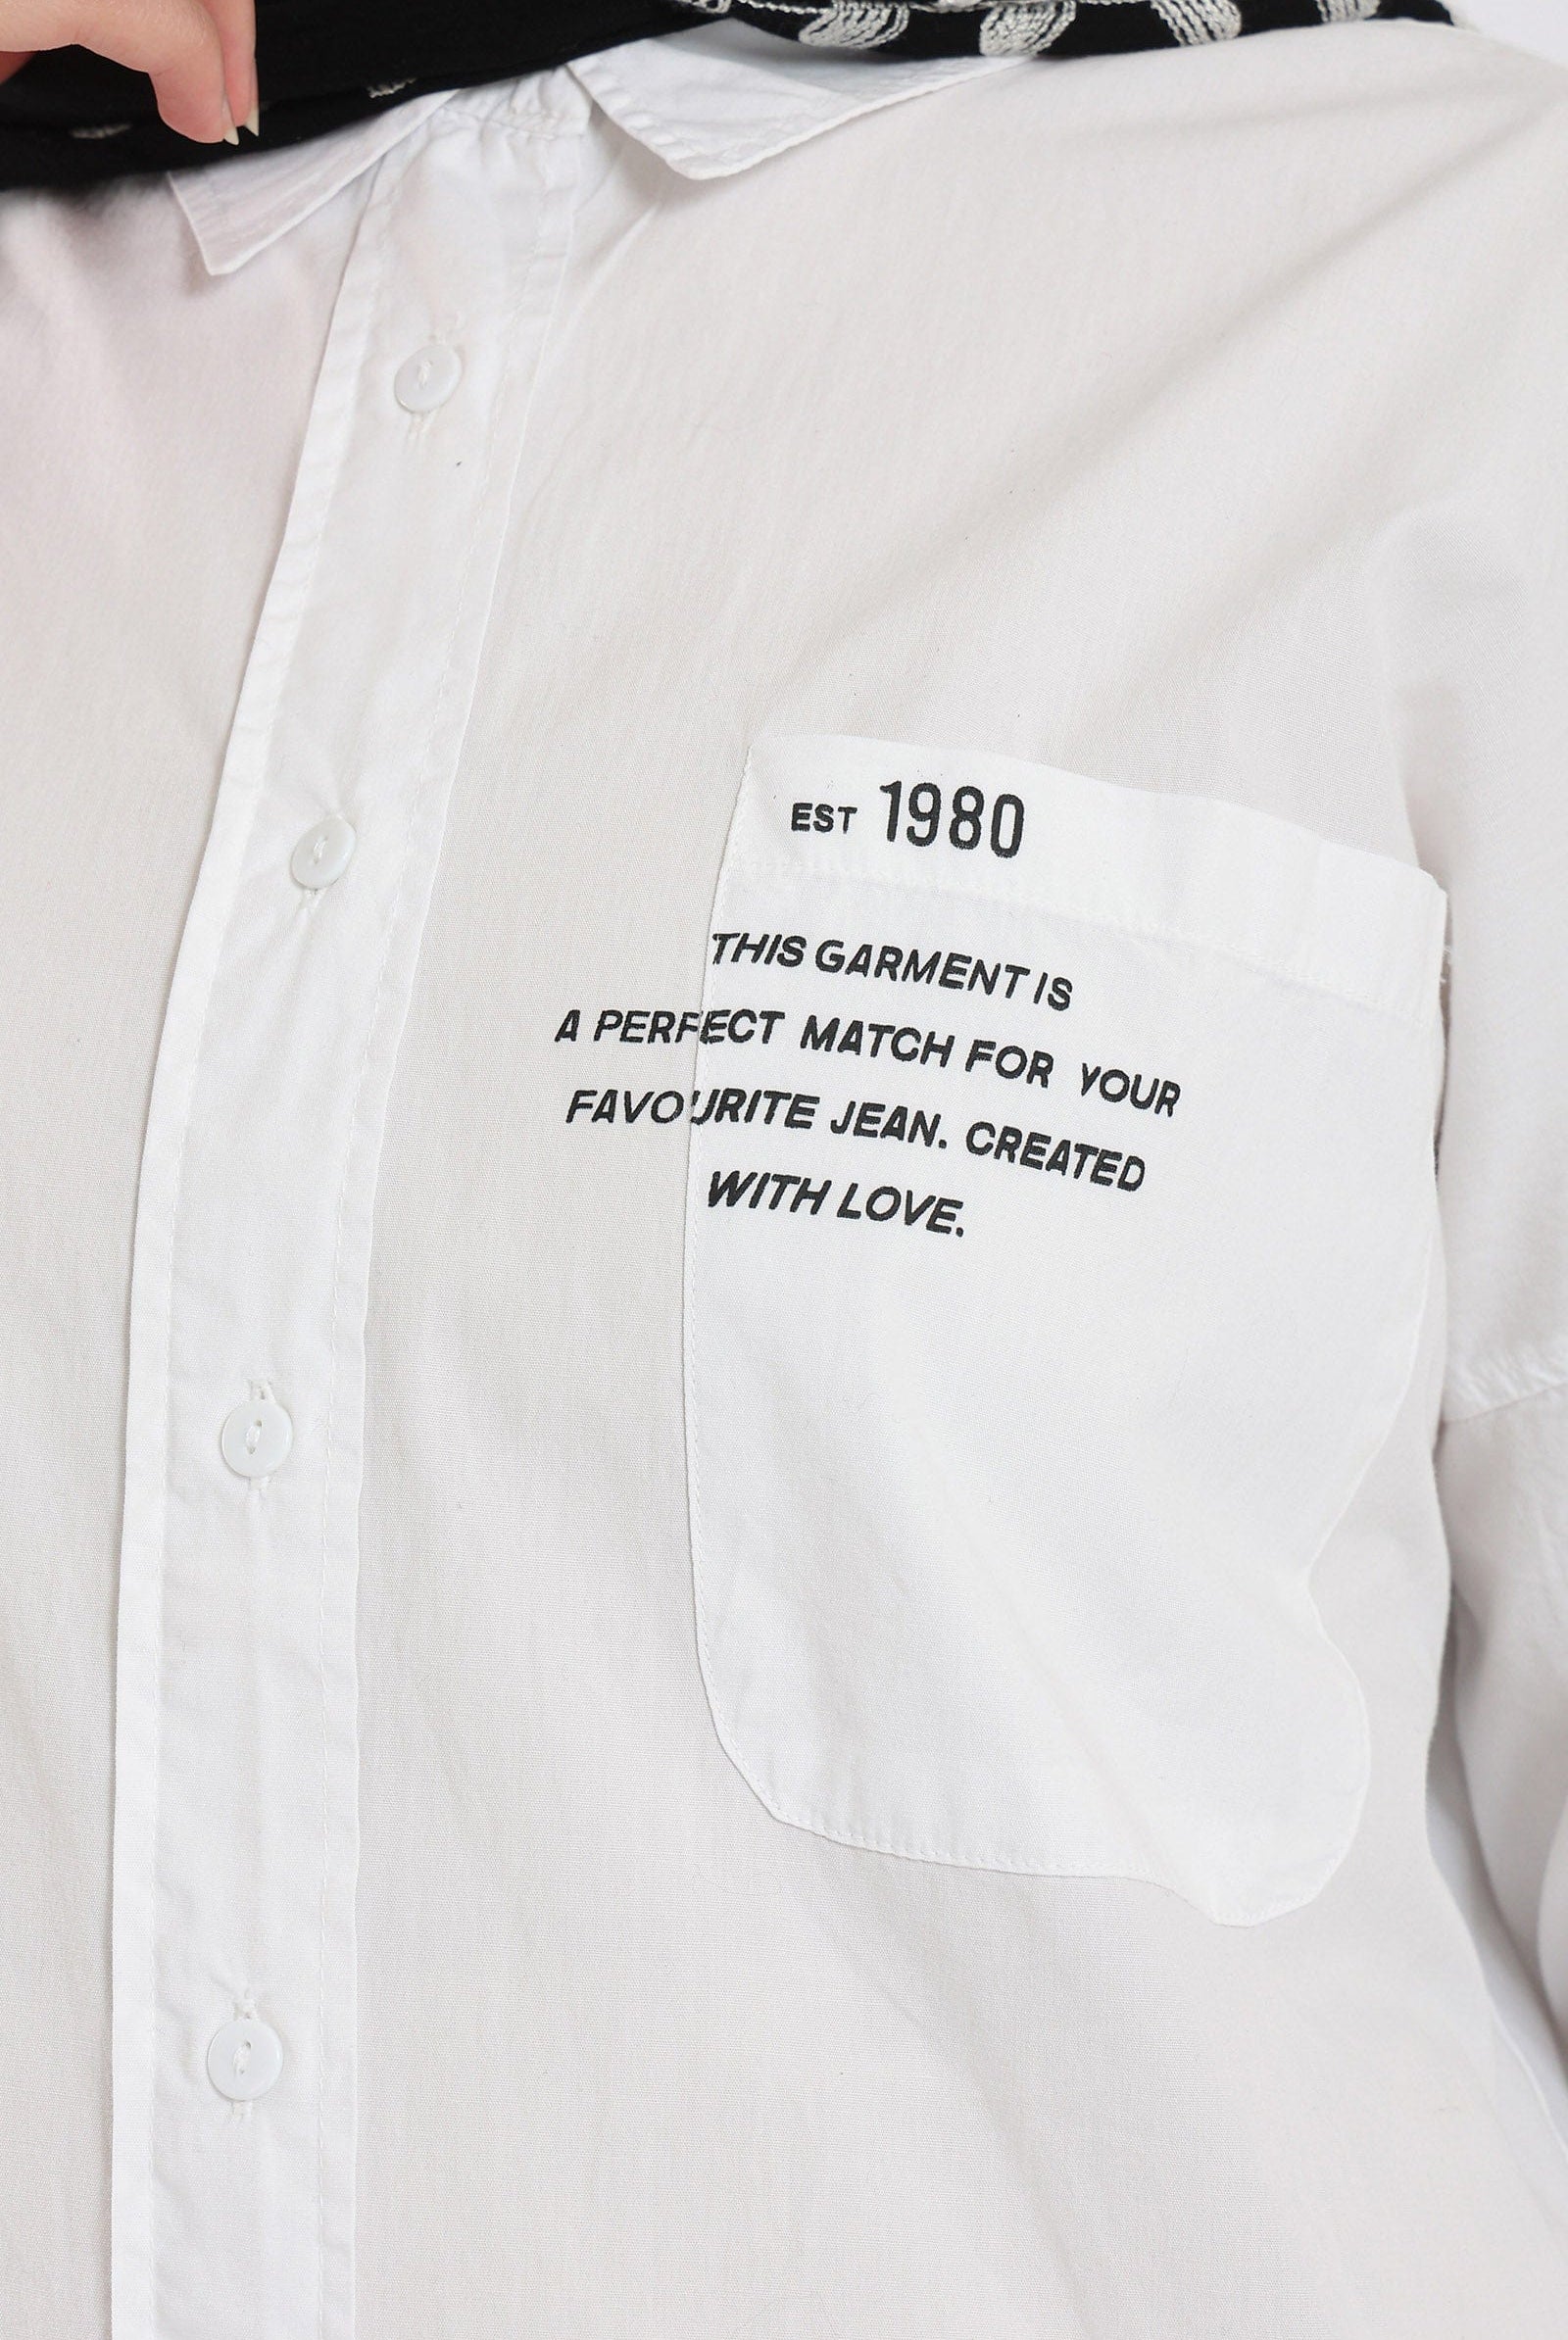 EST 1980
THIS GARMENT IS
A PERFECT MATCH FOR YOUR
FAVOURITE JEAN. CREATED
WITH LOVE.